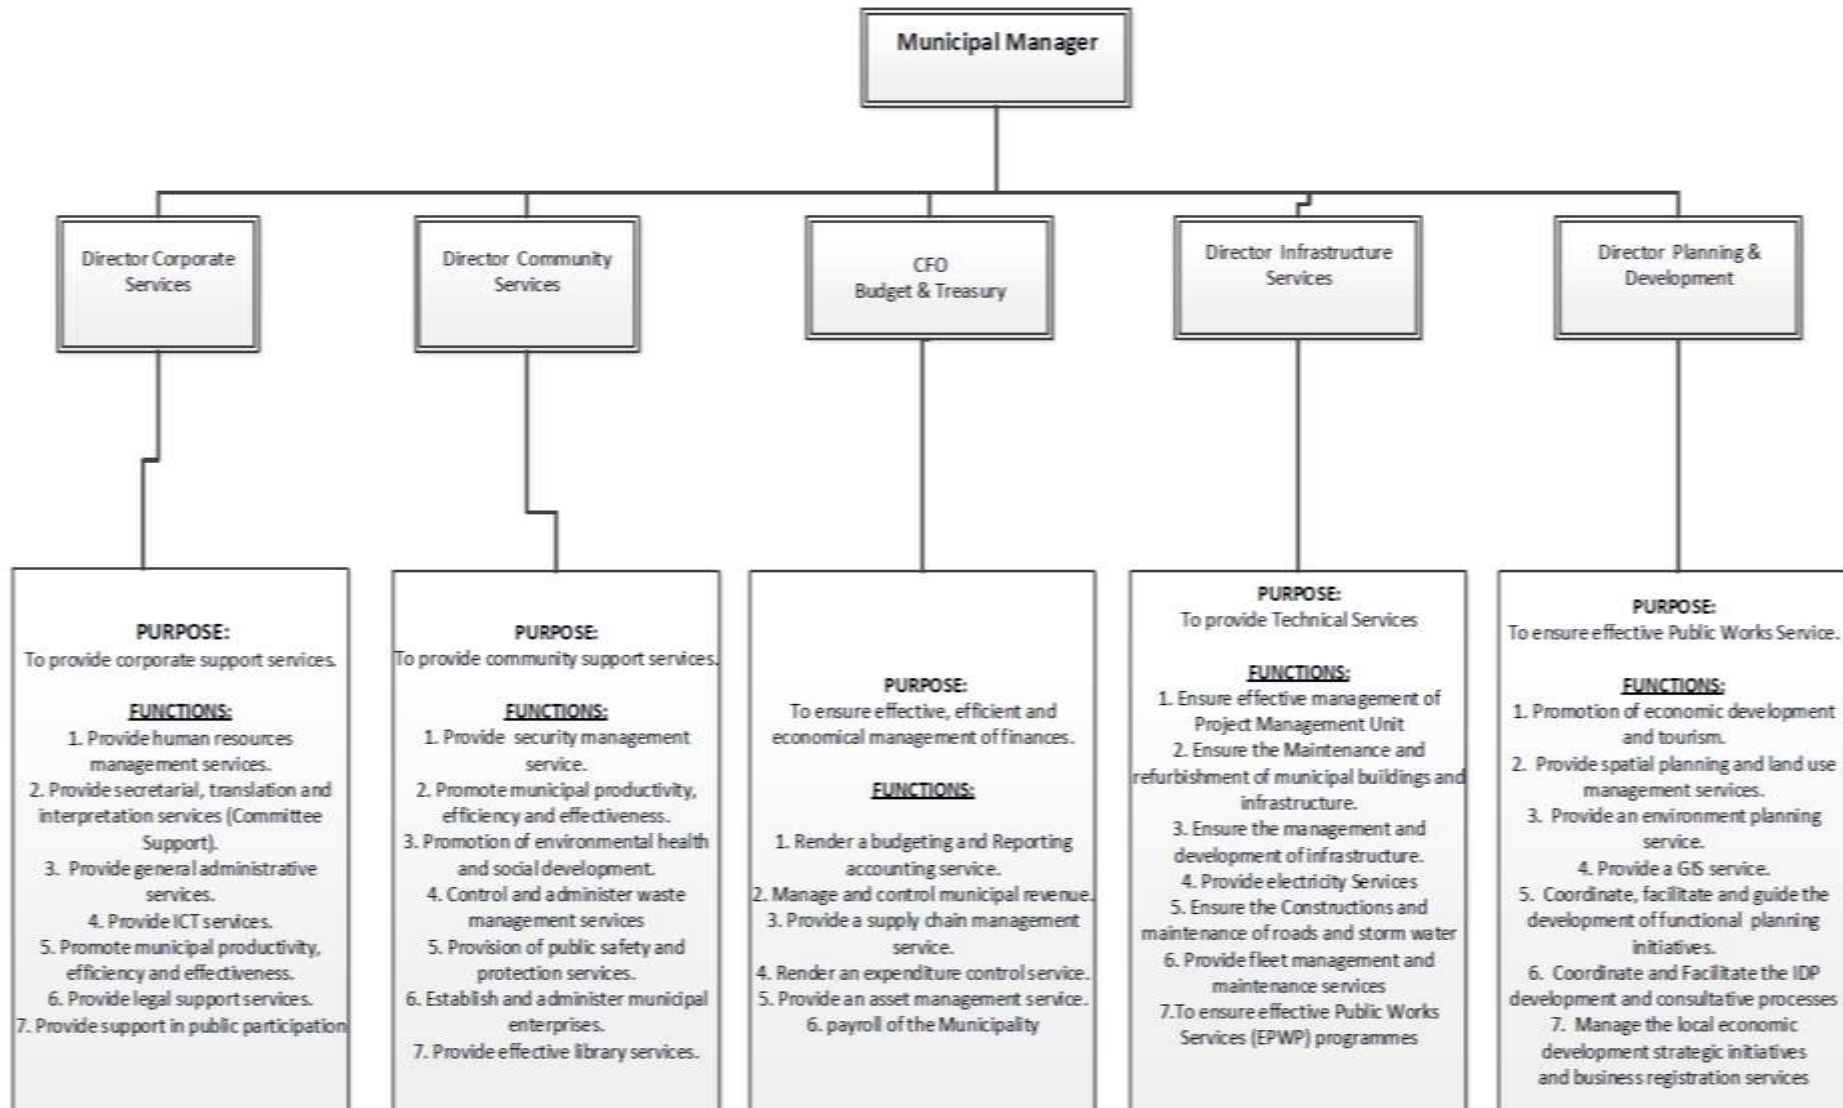 Municipal Manager
Director Corporate
Services
Director Community
Services
CFO
Budget & Treasury
Director Infrastructure
Services
Director Planning &
Development
PURPOSE:
To provide corporate support services.
FUNCTIONS:
1. Provide human resources
management services.
2. Provide secretarial, translation and
interpretation services (Committee
Support).
3. Provide general administrative
services.
4. Provide ICT services.
5. Promote municipal productivity,
efficiency and effectiveness.
6. Provide legal support services.
7. Provide support in public participation
PURPOSE:
To provide community support services.
FUNCTIONS:
1. Provide security management
service.
2. Promote municipal productivity,
efficiency and effectiveness.
3. Promotion of environmental health
and social development.
4. Control and administer waste
management services
5. Provision of public safety and
protection services.
6. Establish and administer municipal
enterprises.
7. Provide effective library services.
PURPOSE:
To ensure effective, efficient and
economical management of finances.
FUNCTIONS:
1. Render a budgeting and Reporting
accounting service.
2. Manage and control municipal revenue.
3. Provide a supply chain management
service.
4. Render an expenditure control service.
5. Provide an asset management service.
6. payroll of the Municipality
PURPOSE:
To provide Technical Services
FUNCTIONS:
1. Ensure effective management of
Project Management Unit
2. Ensure the Maintenance and
refurbishment of municipal buildings and
infrastructure.
3. Ensure the management and
development of infrastructure.
4. Provide electricity Services
5. Ensure the Constructions and
maintenance of roads and storm water
6. Provide fleet management and
maintenance services
7.To ensure effective Public Works
Services (EPWP) programmes
PURPOSE:
To ensure effective Public Works Service.
FUNCTIONS:
1. Promotion of economic development
and tourism.
2. Provide spatial planning and land use
management services.
3. Provide an environment planning
service.
4. Provide a GIS service.
5. Coordinate, facilitate and guide the
development of functional planning
initiatives.
6. Coordinate and Facilitate the IDP
development and consultative processes
7. Manage the local economic
development strategic initiatives
and business registration services